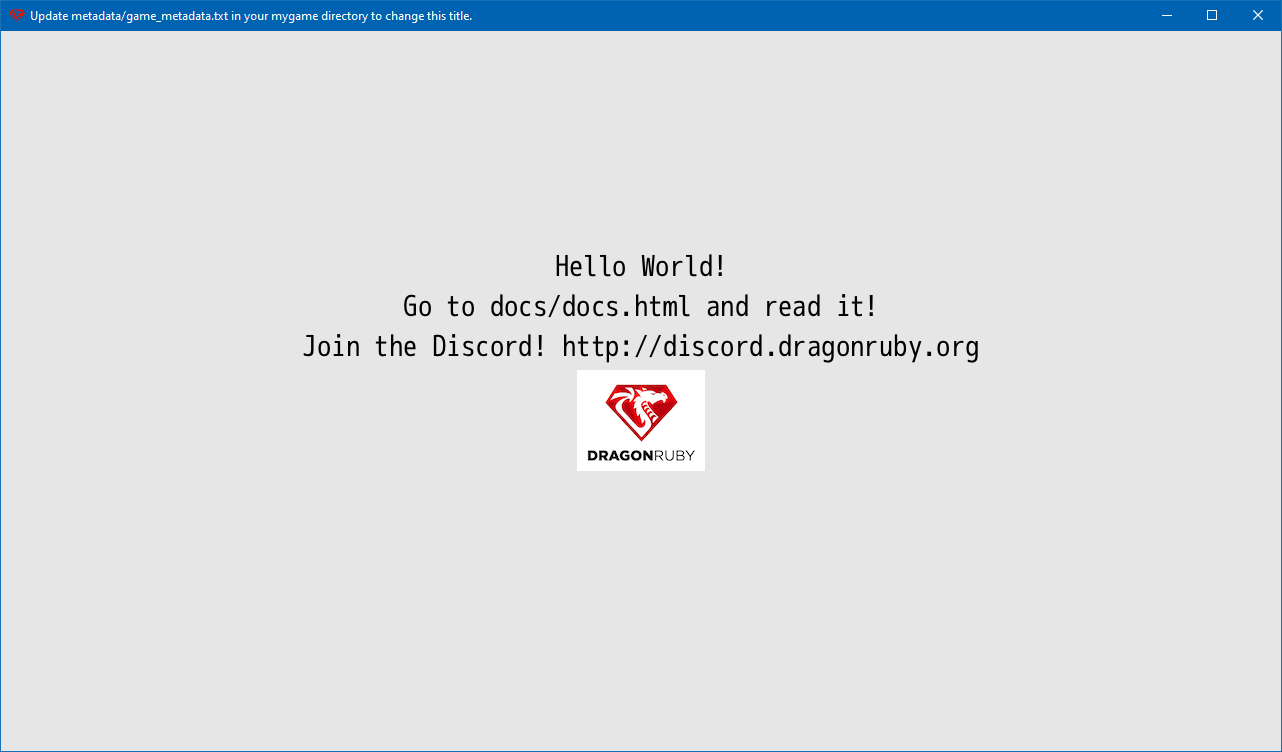 Update metadata/game_metadata.txt in your mygame directory to change this title.
Hello World!
Go to docs/docs.html and read it!
Join the Discord! http://discord.dragonruby.org
DRAGONRUBY